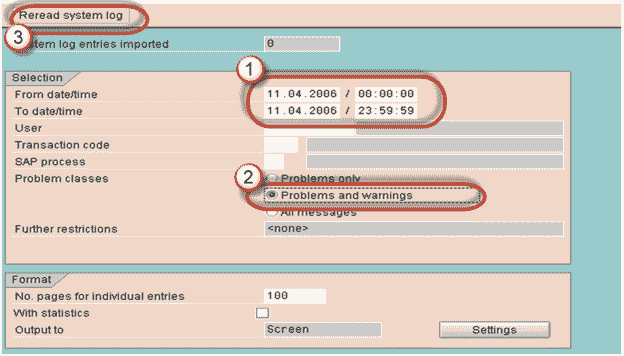 Reread system log
3
stem log entries imported 0
1
Selection
From date/time 11.04.2006 / 00:00:00
To date/time 11.04.2006 / 23:59:59
User
Transaction code
SAP process
Problem classes 2 Problems only
Problems and warnings
All messages
Further restrictions <none>
Format
No. pages for individual entries 100
With statistics
Output to Screen Settings